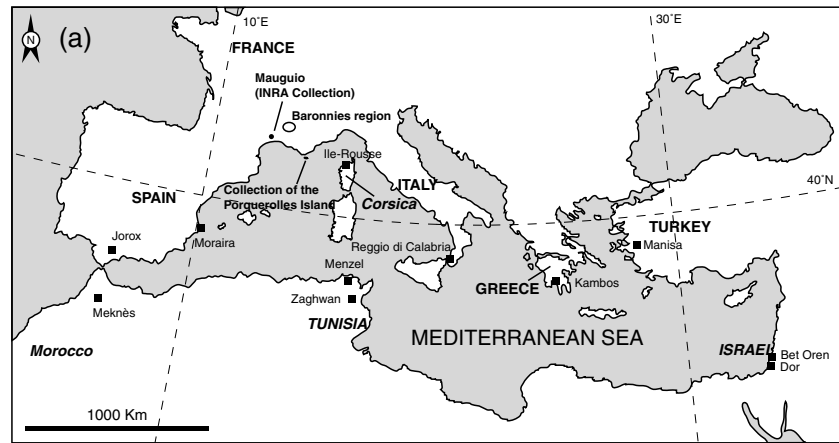 (a)
N
10˚E
30˚E
FRANCE
Mauguio
(INRA Collection)
Baronnies region
Ile-Rousse
40˚N
Collection of the
Porquerolles Island
Corsica
ITALY
SPAIN
Jorox
Moraira
Reggio di Calabria
TURKEY
Manisa
Menzel
GREECE
Kambos
Meknès
Zaghwan
TUNISIA
MEDITERRANEAN SEA
Morocco
ISRAEL
Bet Oren
Dor
1000 Km